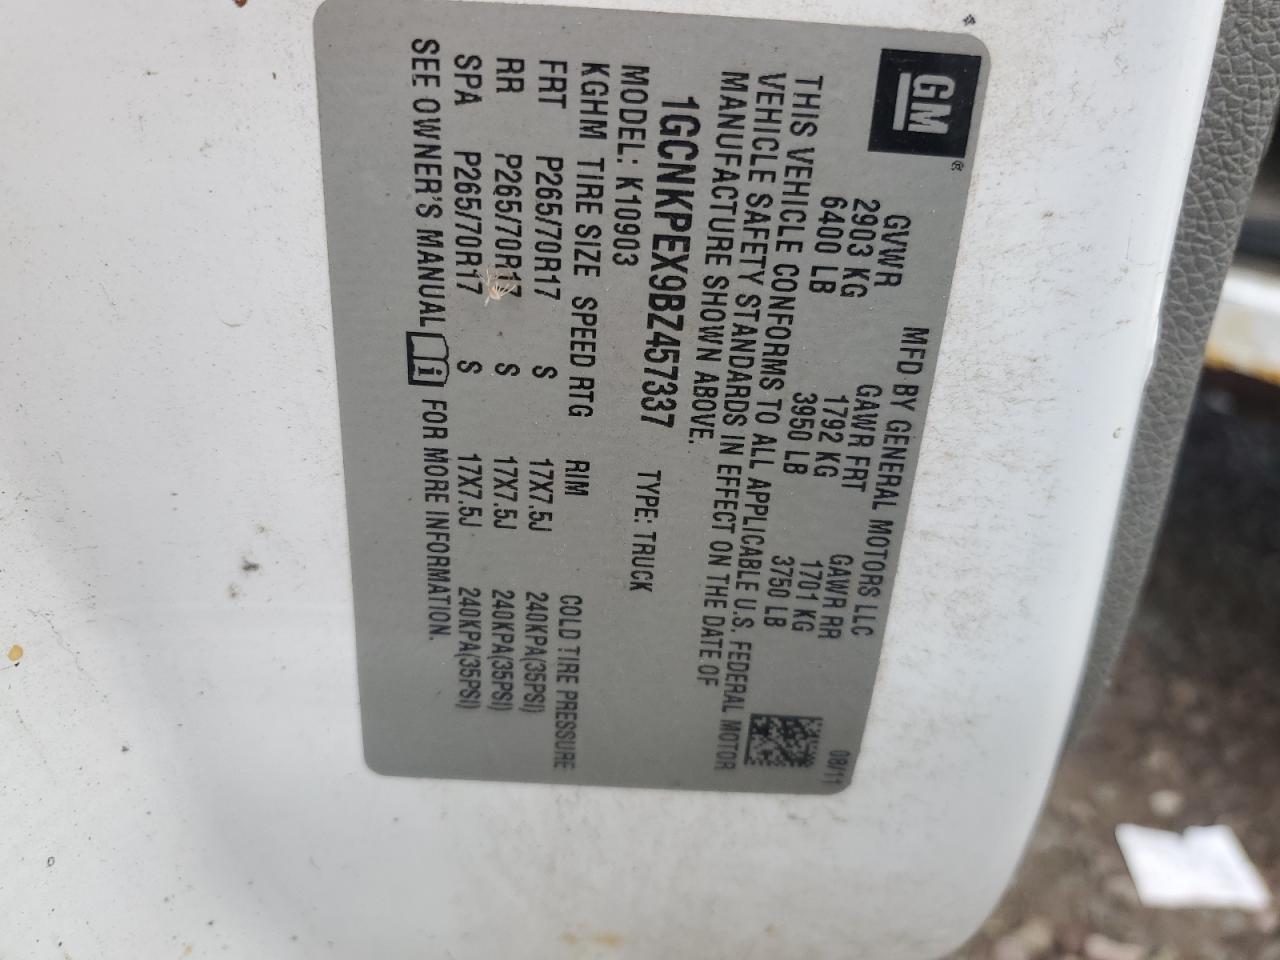 GM®
MFD BY GENERAL MOTORS LLC 08/11
GVWR GAWR FRT GAWR RR
2903 KG 1792 KG 1701 KG
6400 LB 3950 LB 3750 LB
THIS VEHICLE CONFORMS TO ALL APPLICABLE U.S. FEDERAL MOTOR
VEHICLE SAFETY STANDARDS IN EFFECT ON THE DATE OF
MANUFACTURE SHOWN ABOVE.
1GCNKPEX9BZ457337 TYPE: TRUCK
MODEL: K10903
KGHM TIRE SIZE SPEED RTG RIM COLD TIRE PRESSURE
FRT P265/70R17 S 17X7.5J 240KPA(35PSI)
RR P265/70R17 S 17X7.5J 240KPA(35PSI)
SPA P265/70R17 S 17X7.5J 240KPA(35PSI)
SEE OWNER'S MANUAL i FOR MORE INFORMATION.